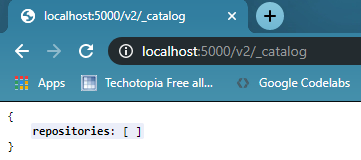 localhost:5000/v2/_catalog
localhost:5000/v2/_catalog
Apps
Techotopia Free all...
Google Codelabs
{
repositories: [ ]
}